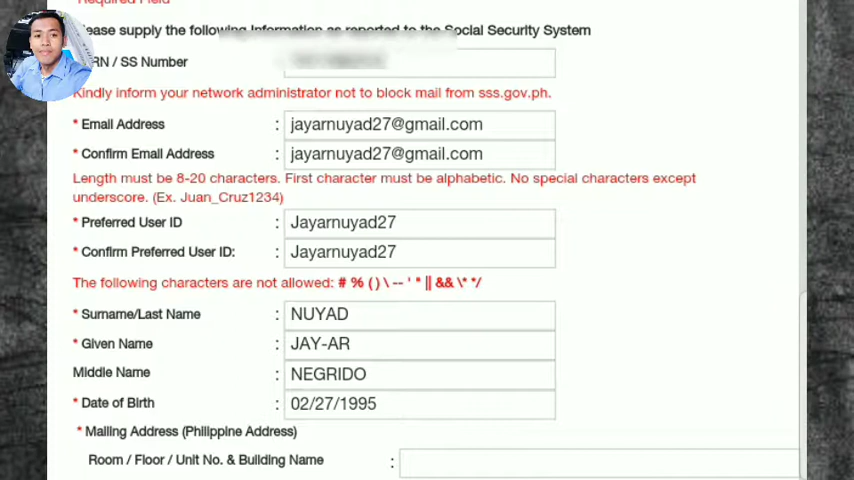 Required Field
ease supply the following Information as reported to the Social Security System
RN / SS Number :
Kindly inform your network administrator not to block mail from sss.gov.ph.
* Email Address : jayarnuyad27@gmail.com
* Confirm Email Address : jayarnuyad27@gmail.com
Length must be 8-20 characters. First character must be alphabetic. No special characters except
underscore. (Ex. Juan_Cruz1234)
* Preferred User ID : Jayarnuyad27
* Confirm Preferred User ID: : Jayarnuyad27
The following characters are not allowed: # % ( ) \ -- ' " || && \* */
* Surname/Last Name : NUYAD
* Given Name : JAY-AR
Middle Name : NEGRIDO
* Date of Birth : 02/27/1995
* Mailing Address (Philippine Address)
Room / Floor / Unit No. & Building Name :